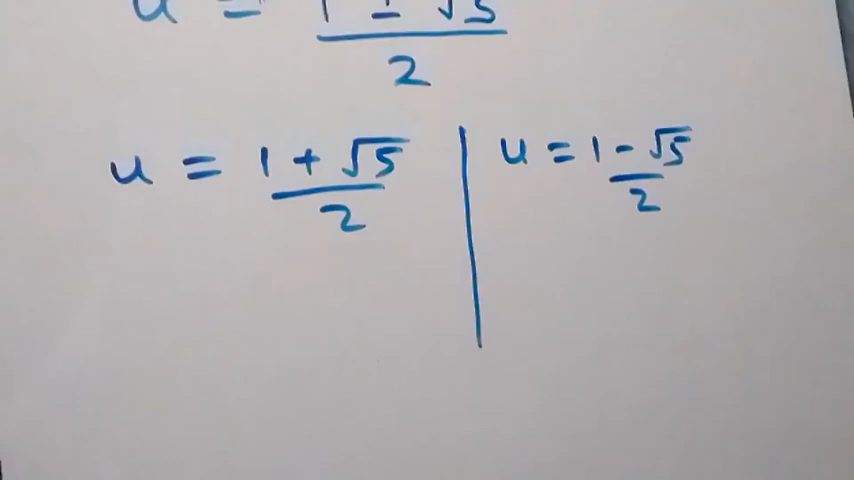 u = 1 ± √5
2
u = 1 + √5 | u = 1 - √5
2 2